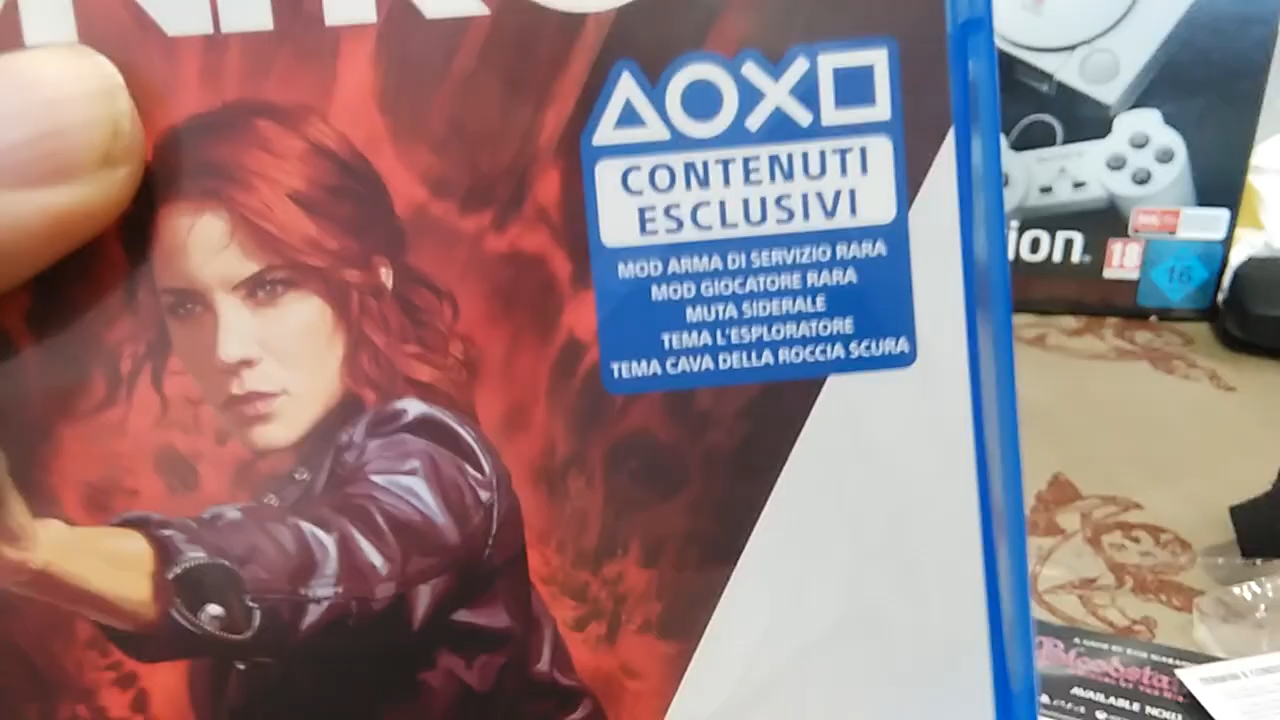 CONTENUTI
ESCLUSIVI
MOD ARMA DI SERVIZIO RARA
MOD GIOCATORE RARA
MUTA SIDERALE
TEMA L'ESPLORATORE
TEMA CAVA DELLA ROCCIA SCURA
ion
18
16
AVAILABLE NOW!